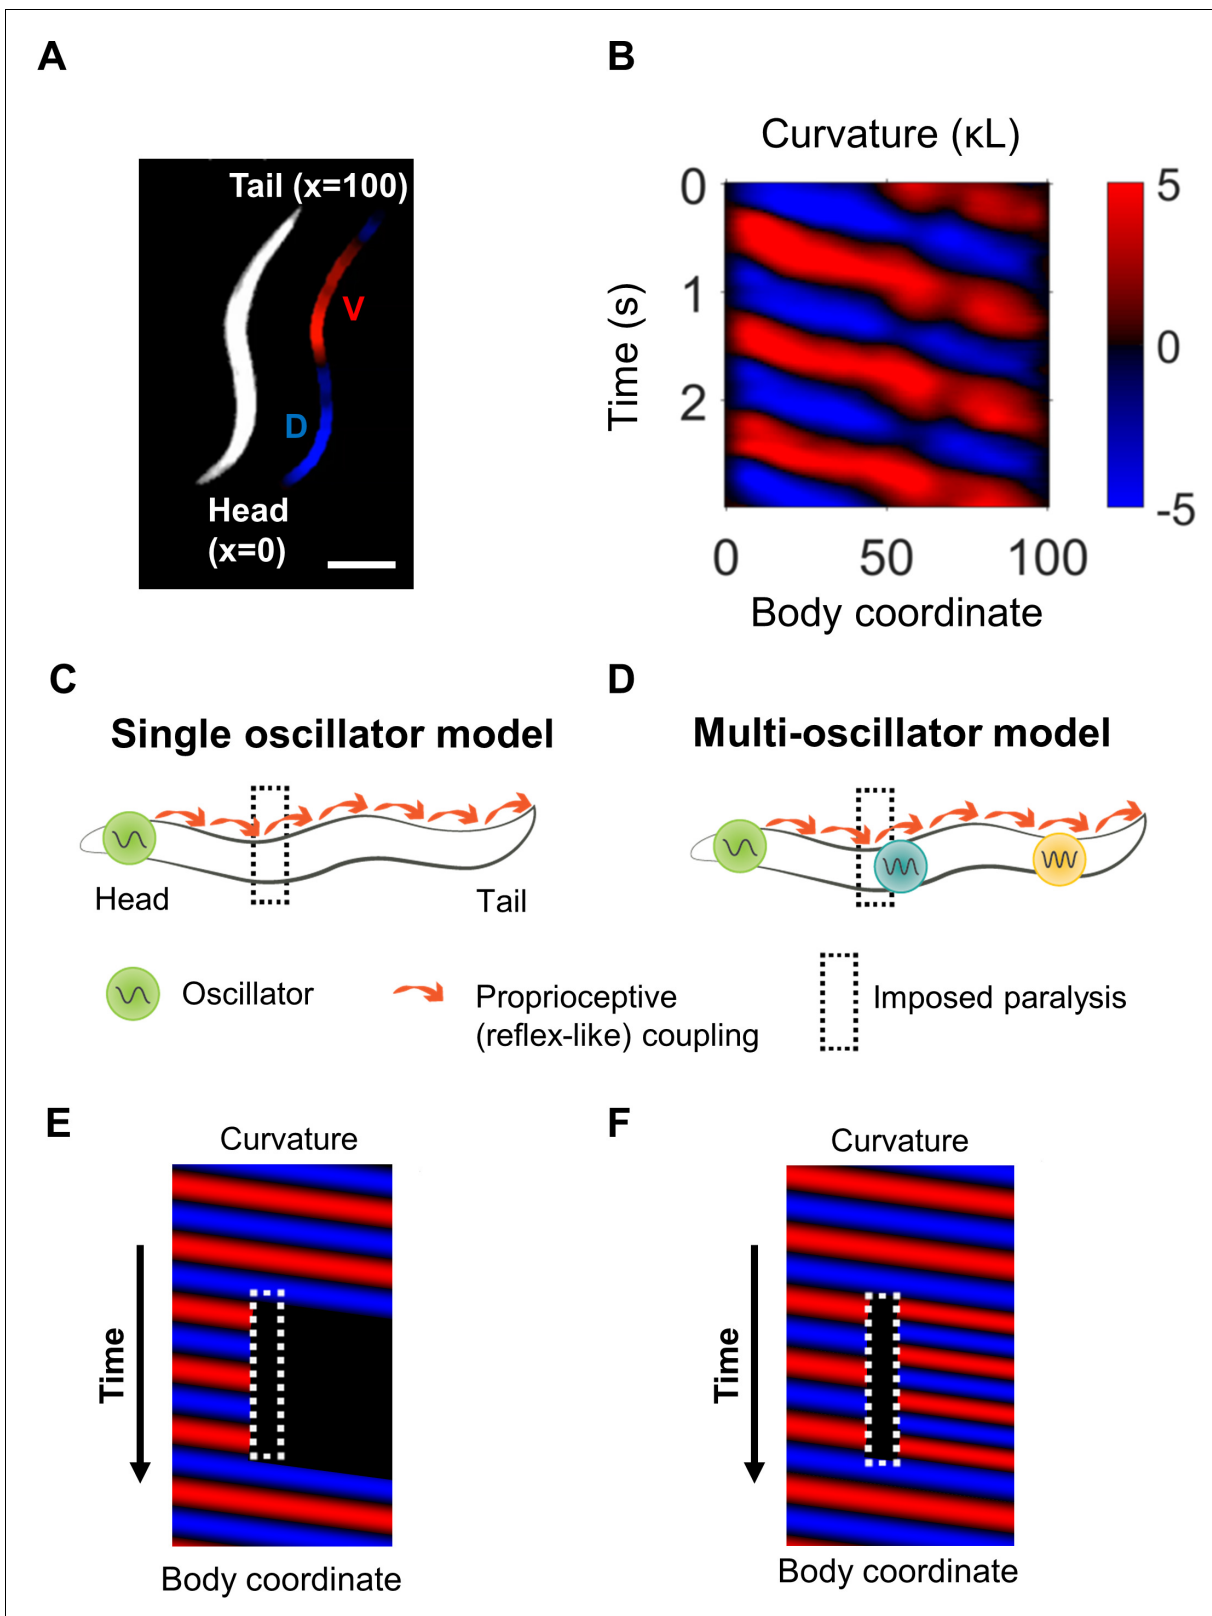 A
Tail (x=100)
V
D
Head
(x=0)
B
Curvature (κL)
0
1
2
Time (s)
0
50
100
Body coordinate
5
0
-5
C
Single oscillator model
Head
Tail
D
Multi-oscillator model
Oscillator
Proprioceptive
(reflex-like) coupling
Imposed paralysis
E
Curvature
Time
Body coordinate
F
Curvature
Time
Body coordinate